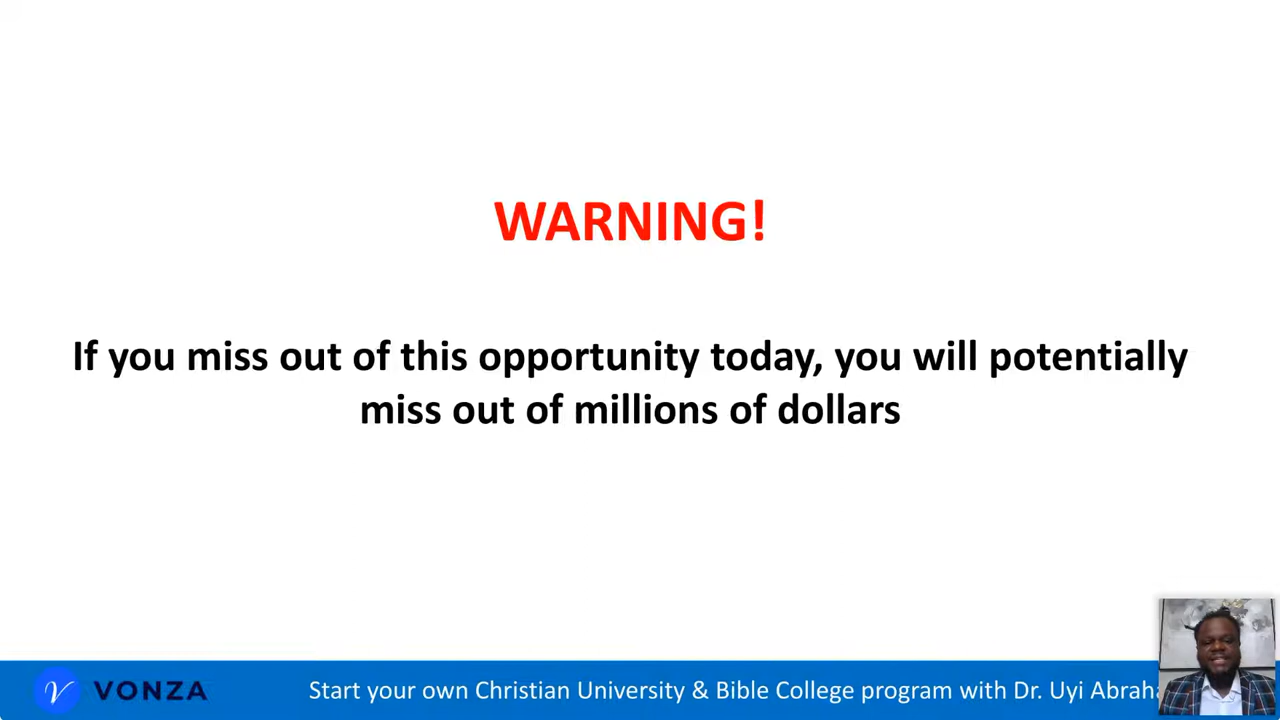 WARNING!
If you miss out of this opportunity today, you will potentially
miss out of millions of dollars
VONZA
Start your own Christian University & Bible College program with Dr. Uyi